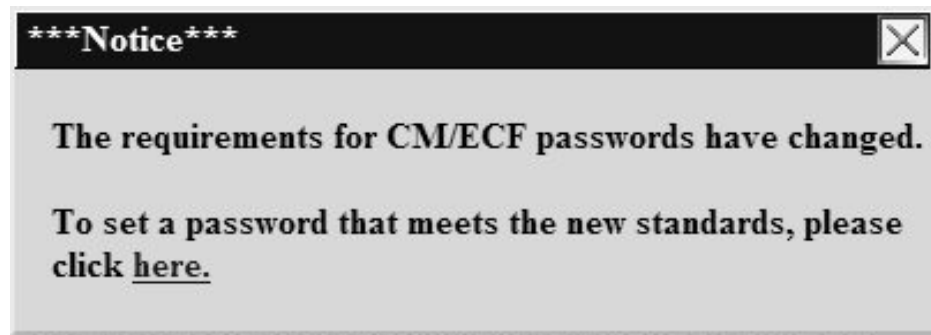 ***Notice***
The requirements for CM/ECF passwords have changed.
To set a password that meets the new standards, please
click here.